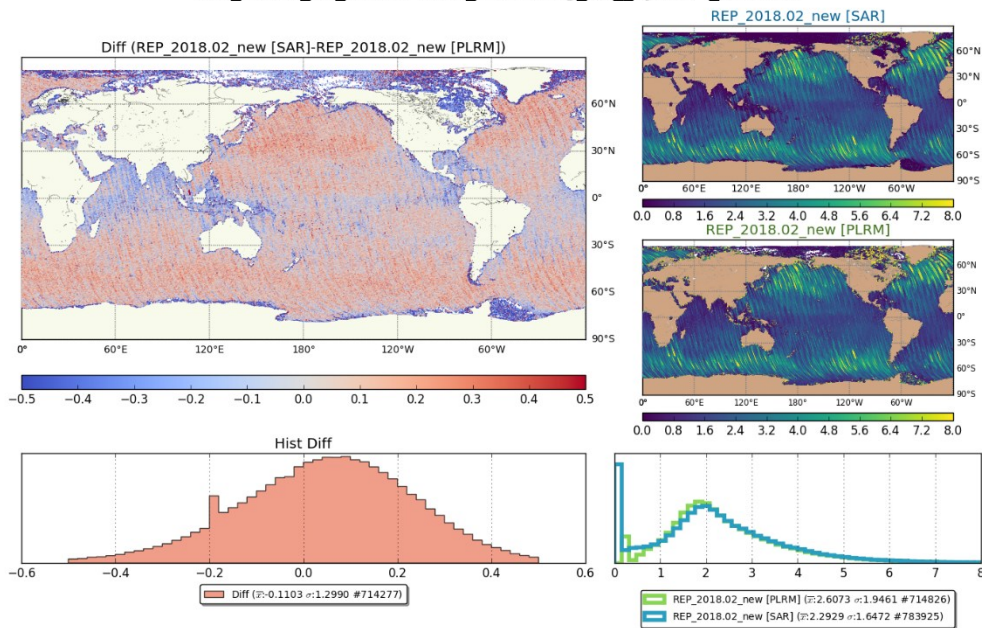 REP_2018.02_new [SAR]
Diff (REP_2018.02_new [SAR]-REP_2018.02_new [PLRM])
60°N
30°N
0°
30°S
60°S
90°S
0° 60°E 120°E 180° 120°W 60°W
−0.5 −0.4 −0.3 −0.2 −0.1 0.0 0.1 0.2 0.3 0.4 0.5
60°N
30°N
0°
30°S
60°S
90°S
0° 60°E 120°E 180° 120°W 60°W
0.0 0.8 1.6 2.4 3.2 4.0 4.8 5.6 6.4 7.2 8.0
REP_2018.02_new [PLRM]
60°N
30°N
0°
30°S
60°S
90°S
0° 60°E 120°E 180° 120°W 60°W
0.0 0.8 1.6 2.4 3.2 4.0 4.8 5.6 6.4 7.2 8.0
Hist Diff
−0.6 −0.4 −0.2 0.0 0.2 0.4 0.6
Diff (x̅:-0.1103 σ:1.2990 #714277)
0 1 2 3 4 5 6 7 8
REP_2018.02_new [PLRM] (x̅:2.6073 σ:1.9461 #714826)
REP_2018.02_new [SAR] (x̅:2.2929 σ:1.6472 #783925)